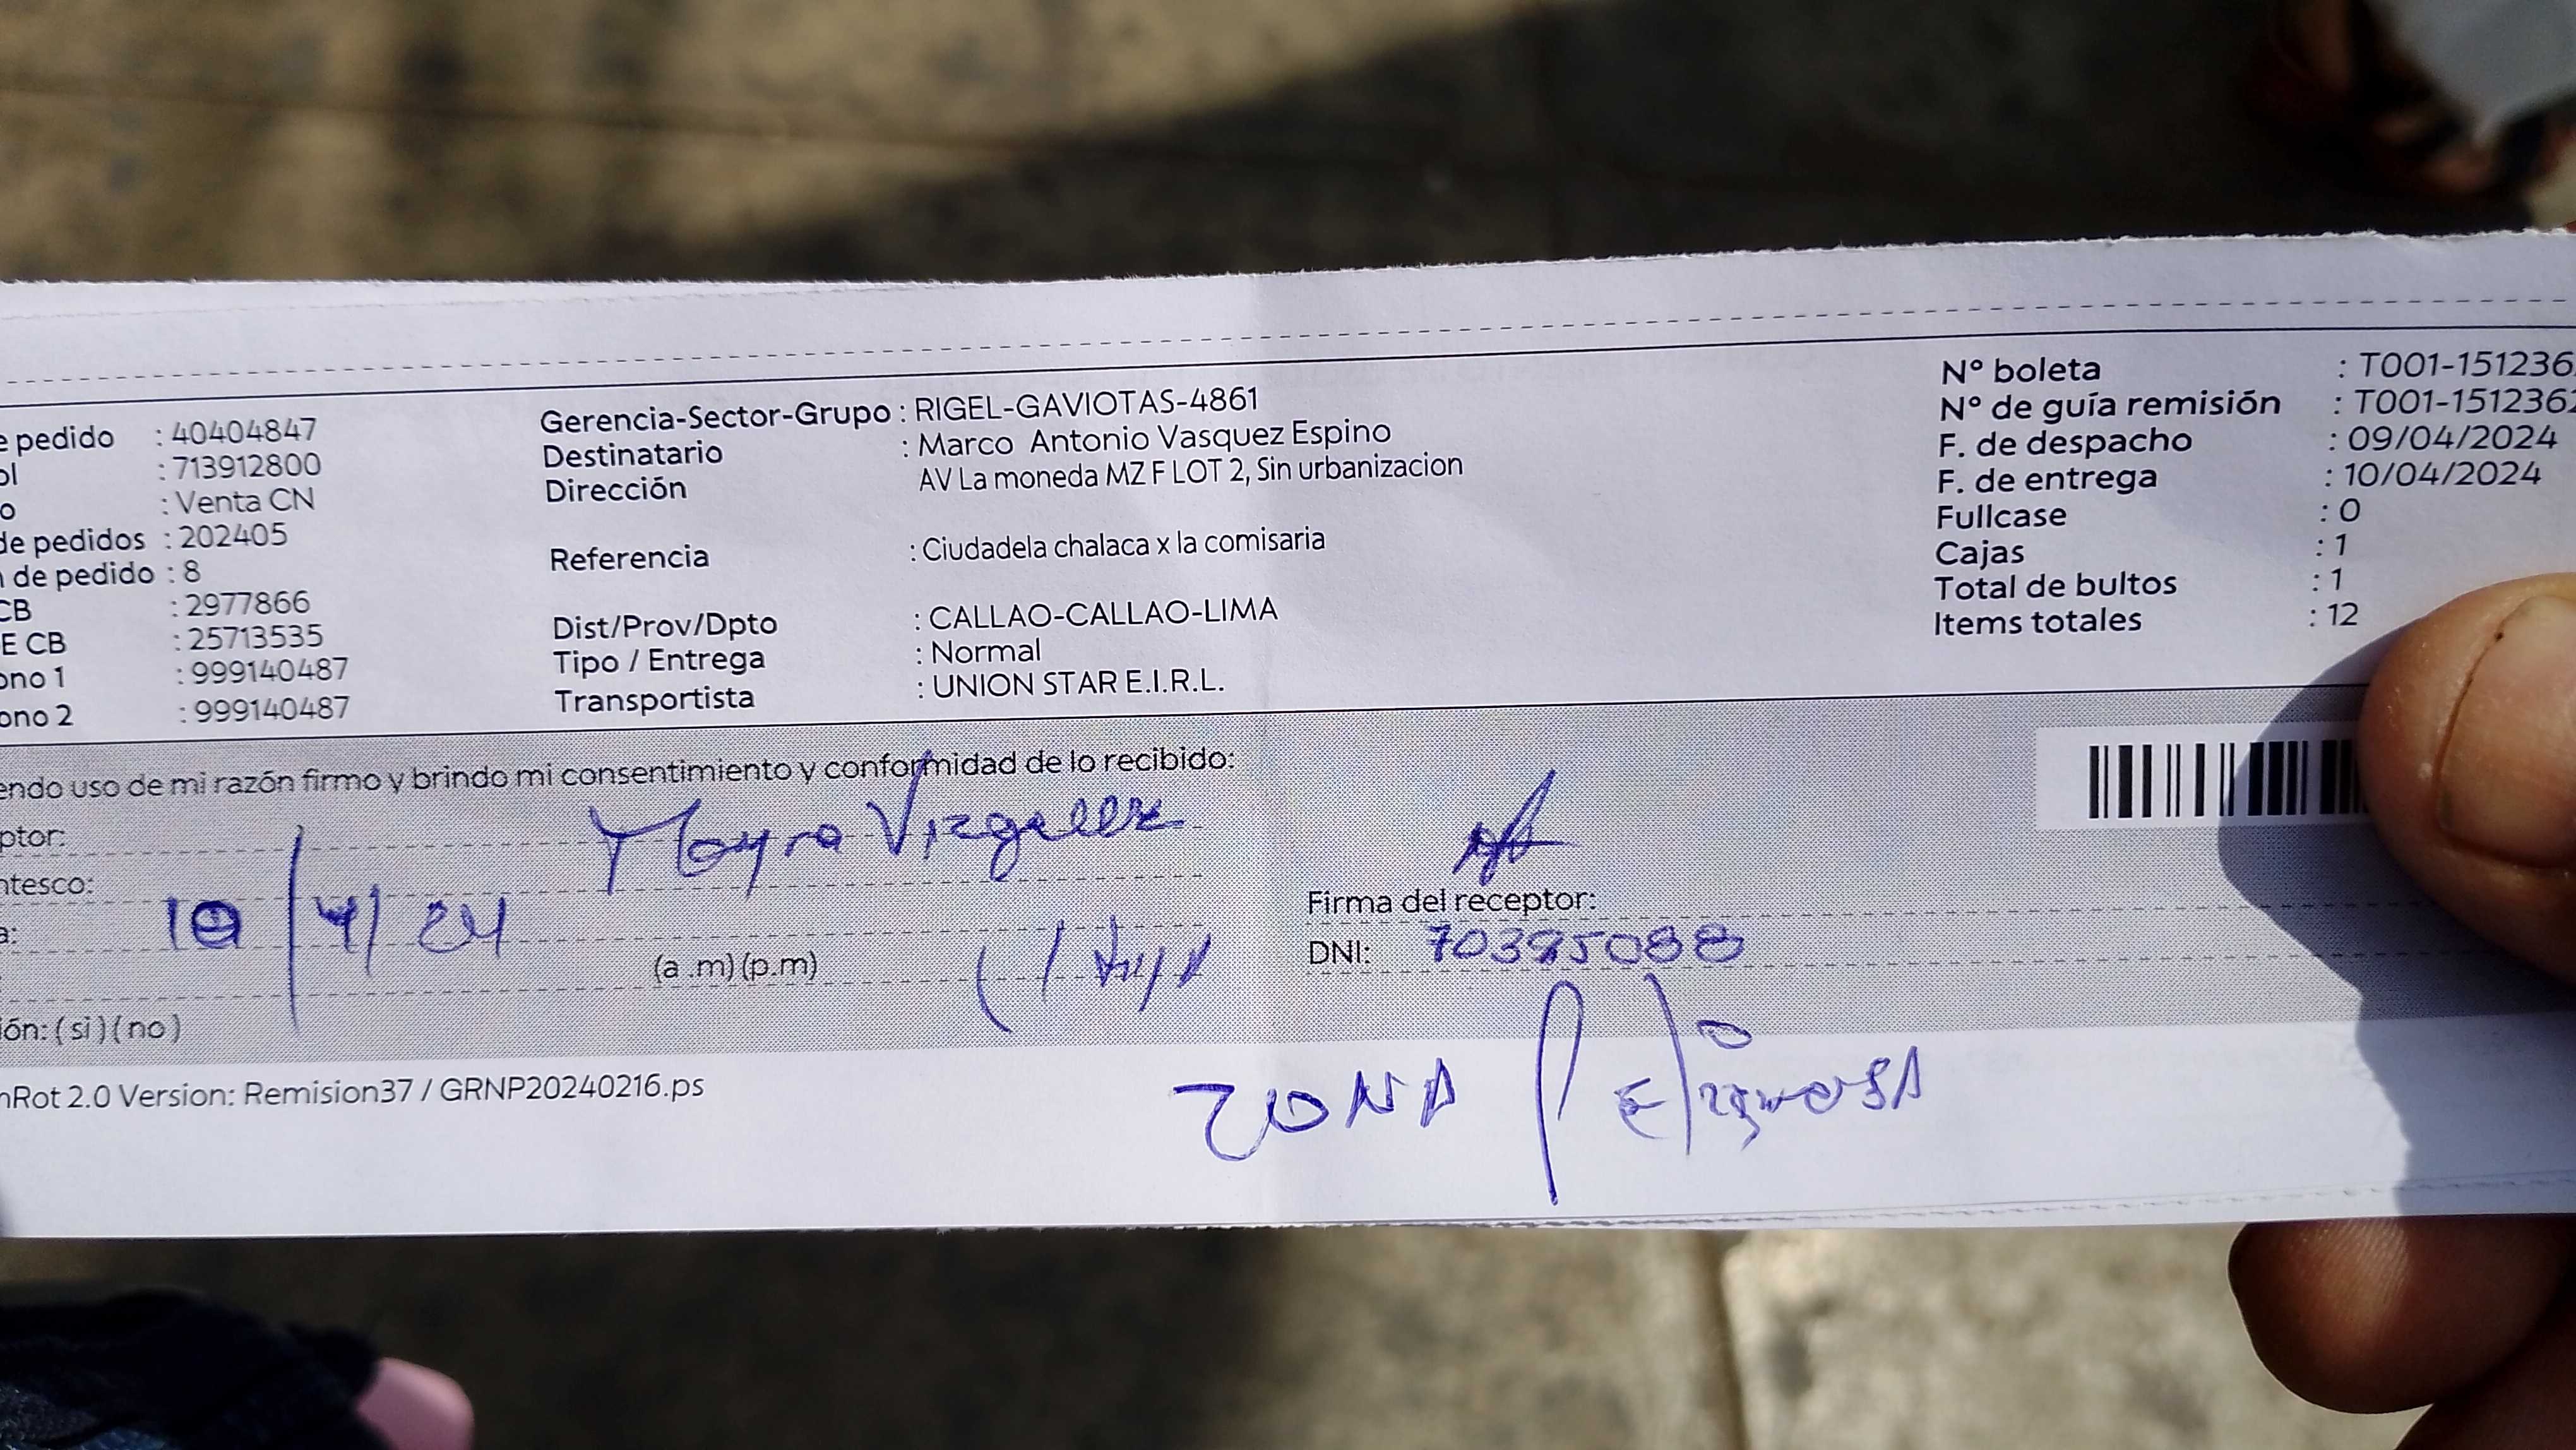 e pedido : 40404847
ol : 713912800
o : Venta CN
de pedidos : 202405
de pedido : 8
CB : 2977866
E CB : 25713535
ono 1 : 999140487
ono 2 : 999140487
Gerencia-Sector-Grupo : RIGEL-GAVIOTAS-4861
Destinatario : Marco Antonio Vasquez Espino
Dirección AV La moneda MZ F LOT 2, Sin urbanizacion
Referencia : Ciudadela chalaca x la comisaria
Dist/Prov/Dpto : CALLAO-CALLAO-LIMA
Tipo / Entrega : Normal
Transportista : UNION STAR E.I.R.L.
Nº boleta : T001-151236
Nº de guía remisión : T001-151236
F. de despacho : 09/04/2024
F. de entrega : 10/04/2024
Fullcase : 0
Cajas : 1
Total de bultos : 1
Items totales : 12
endo uso de mi razón firmo y brindo mi consentimiento y conformidad de lo recibido:
ptor: Mayra
ntesco:
a: 10/4/24
(a .m) (p.m)
ión: ( si ) ( no )
Firma del receptor:
DNI: 70395088
nRot 2.0 Version: Remision37 / GRNP20240216.ps
ZONA